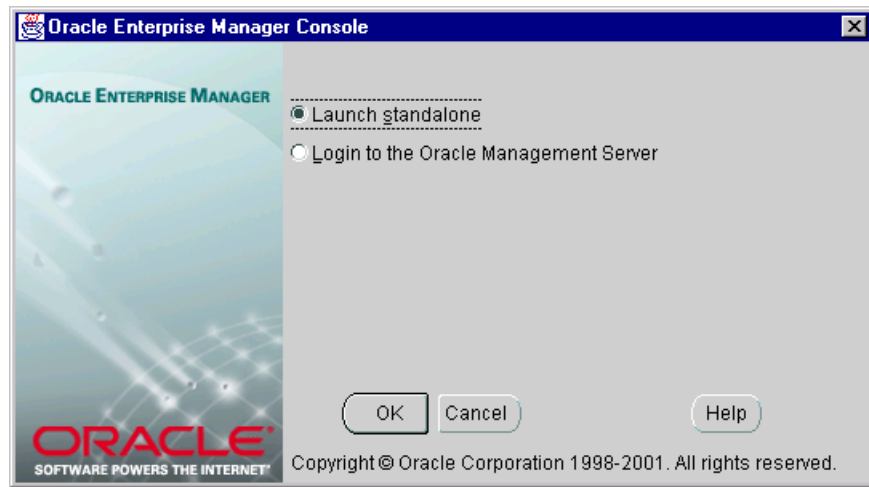 Oracle Enterprise Manager Console
ORACLE ENTERPRISE MANAGER
Launch standalone
Login to the Oracle Management Server
OK Cancel Help
ORACLE®
SOFTWARE POWERS THE INTERNET™
Copyright © Oracle Corporation 1998-2001. All rights reserved.